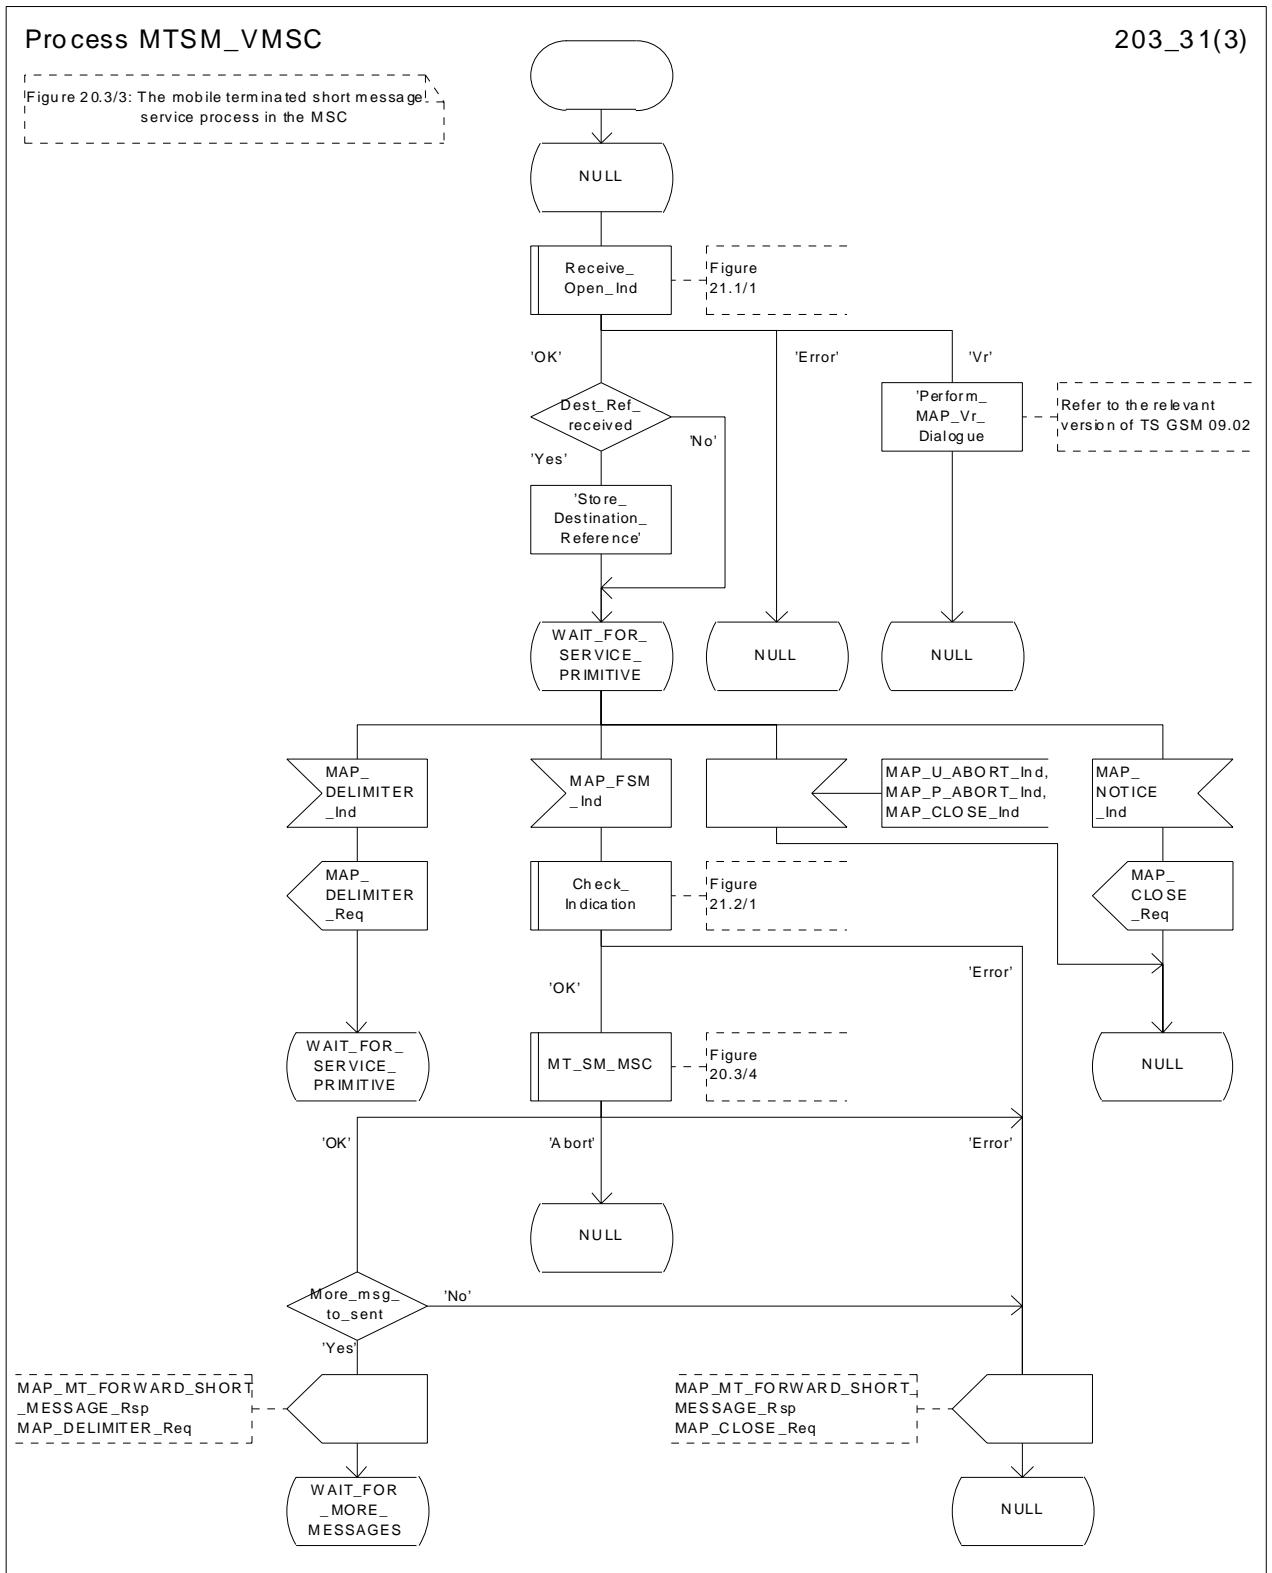 Process MTSM_VMSC
203_31(3)
Figure 20.3/3: The mobile terminated short message
service process in the MSC
NULL
Receive_
Open_Ind
Figure
21.1/1
'OK'
'Error'
'Vr'
Dest_Ref_
received
'No'
'Yes'
'Perform_
MAP_Vr_
Dialogue
Refer to the relevant
version of TS GSM 09.02
'Store_
Destination_
Reference'
WAIT_FOR_
SERVICE_
PRIMITIVE
NULL
NULL
MAP_
DELIMITER
_Ind
MAP_FSM
_Ind
MAP_U_ABORT_Ind,
MAP_P_ABORT_Ind,
MAP_CLOSE_Ind
MAP_
NOTICE
_Ind
MAP_
DELIMITER
_Req
Check_
Indication
Figure
21.2/1
MAP_
CLOSE
_Req
'OK'
'Error'
WAIT_FOR_
SERVICE_
PRIMITIVE
MT_SM_MSC
Figure
20.3/4
NULL
'OK'
'Abort'
'Error'
NULL
More_msg_
to_sent
'No'
'Yes'
MAP_MT_FORWARD_SHORT
_MESSAGE_Rsp
MAP_DELIMITER_Req
MAP_MT_FORWARD_SHORT_
MESSAGE_Rsp
MAP_CLOSE_Req
WAIT_FOR
_MORE_
MESSAGES
NULL